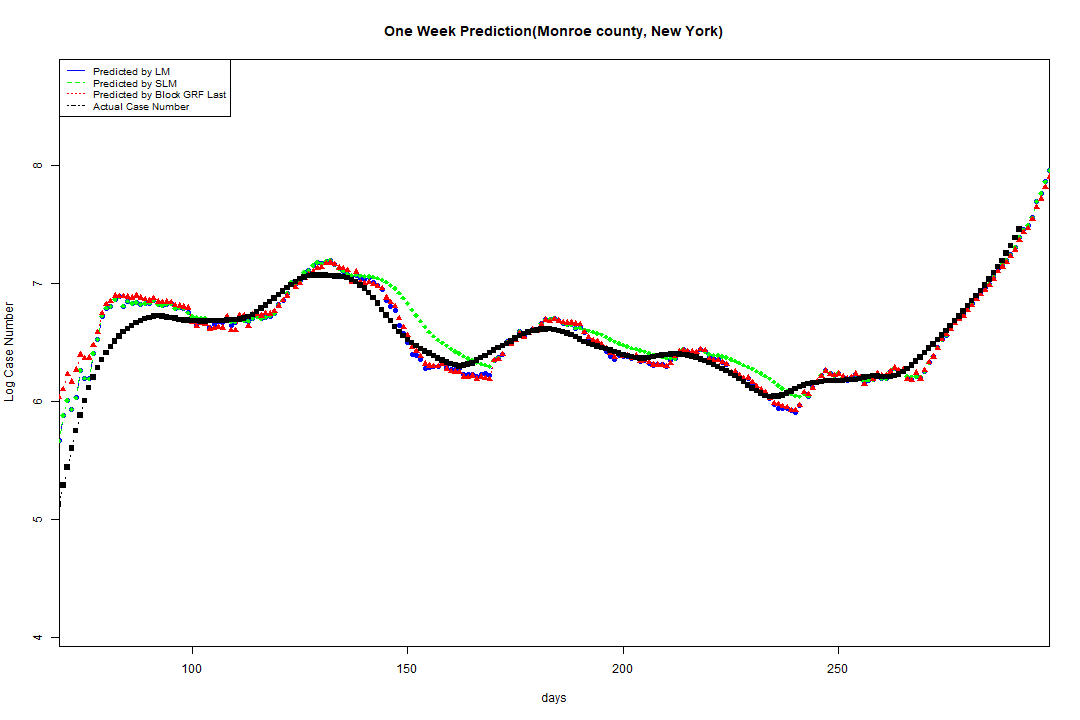 One Week Prediction(Monroe county, New York)
Predicted by LM
Predicted by SLM
Predicted by Block GRF Last
Actual Case Number
8
7
6
5
4
Log Case Number
100 150 200 250
days